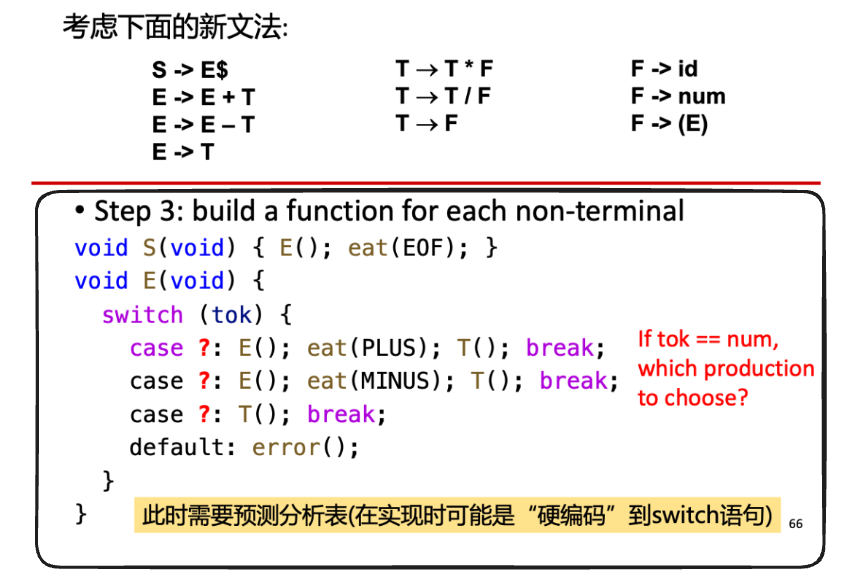 考虑下面的新文法:
S -> E$ T → T * F F -> id
E -> E + T T → T / F F -> num
E -> E – T T → F F -> (E)
E -> T
• Step 3: build a function for each non-terminal
void S(void) { E(); eat(EOF); }
void E(void) {
switch (tok) {
case ?: E(); eat(PLUS); T(); break;
case ?: E(); eat(MINUS); T(); break;
case ?: T(); break;
default: error();
}
}
If tok == num,
which production
to choose?
此时需要预测分析表(在实现时可能是“硬编码”到switch语句)
66